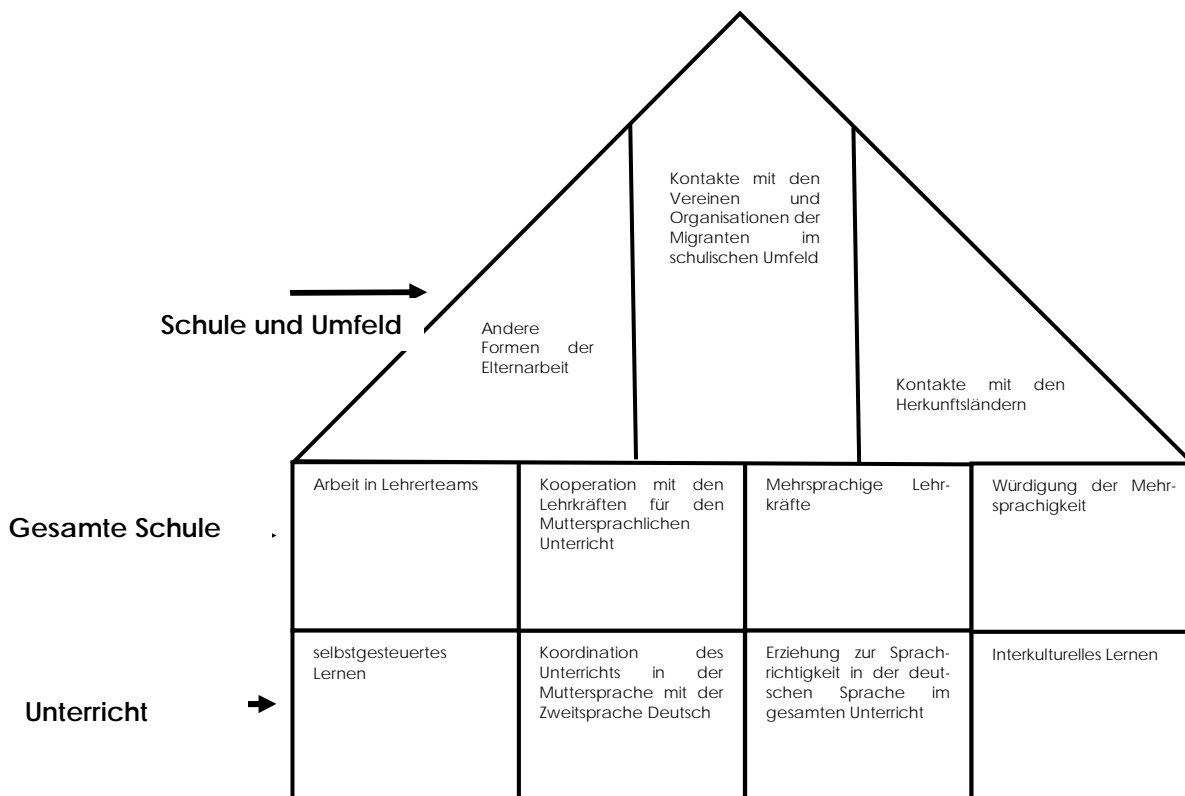 Kontakte mit den
Vereinen und
Organisationen der
Migranten im
schulischen Umfeld
Schule und Umfeld
Andere
Formen der
Elternarbeit
Kontakte mit den
Herkunftsländern
Gesamte Schule
Arbeit in Lehrerteams
Kooperation mit den
Lehrkräften für den
Muttersprachlichen
Unterricht
Mehrsprachige Lehr-
kräfte
Würdigung der Mehr-
sprachigkeit
Unterricht
selbstgesteuertes
Lernen
Koordination des
Unterrichts in der
Muttersprache mit der
Zweitsprache Deutsch
Erziehung zur Sprach-
richtigkeit in der deut-
schen Sprache im
gesamten Unterricht
Interkulturelles Lernen